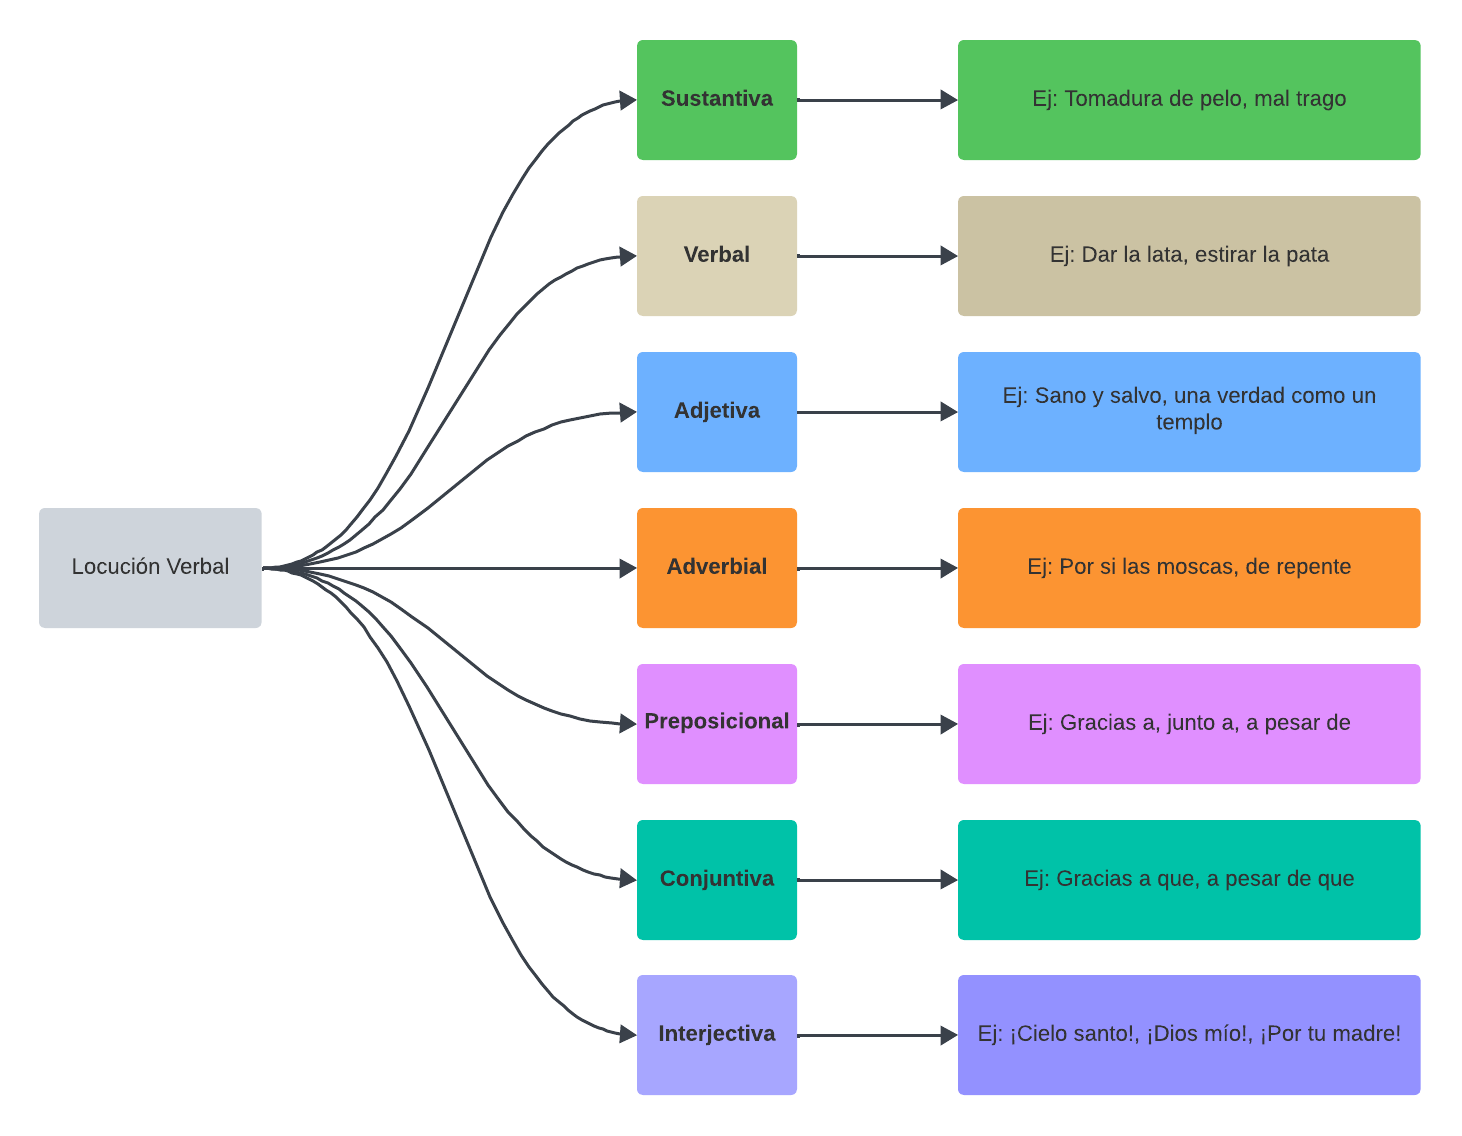 Locución Verbal
Sustantiva
Ej: Tomadura de pelo, mal trago
Verbal
Ej: Dar la lata, estirar la pata
Adjetiva
Ej: Sano y salvo, una verdad como un
templo
Adverbial
Ej: Por si las moscas, de repente
Preposicional
Ej: Gracias a, junto a, a pesar de
Conjuntiva
Ej: Gracias a que, a pesar de que
Interjectiva
Ej: ¡Cielo santo!, ¡Dios mío!, ¡Por tu madre!